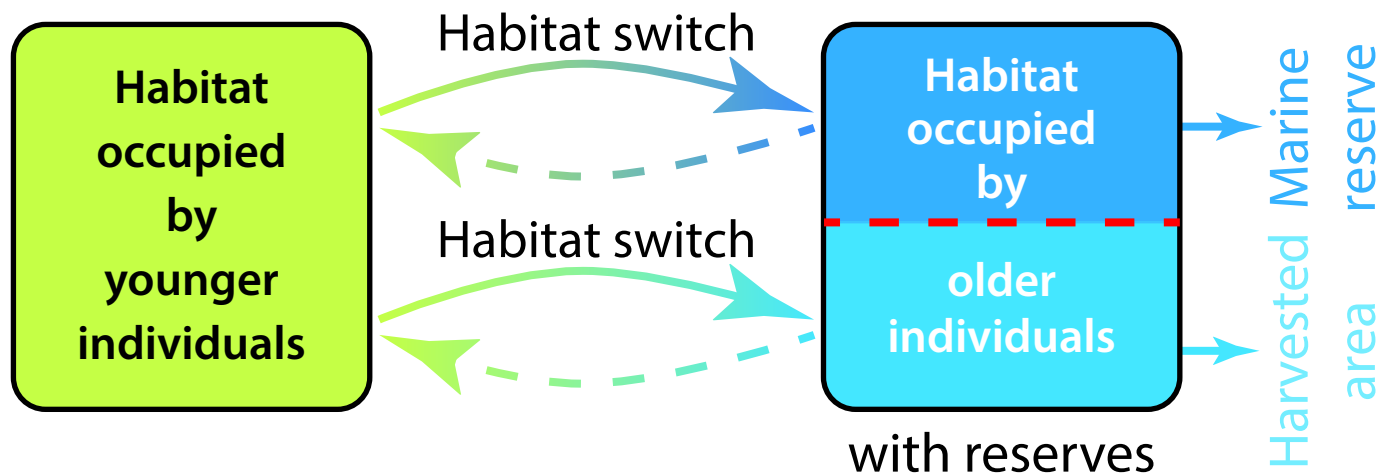 Habitat
occupied
by
younger
individuals
Habitat switch
Habitat switch
Habitat
occupied
by
older
individuals
with reserves
Marine
reserve
Harvested
area